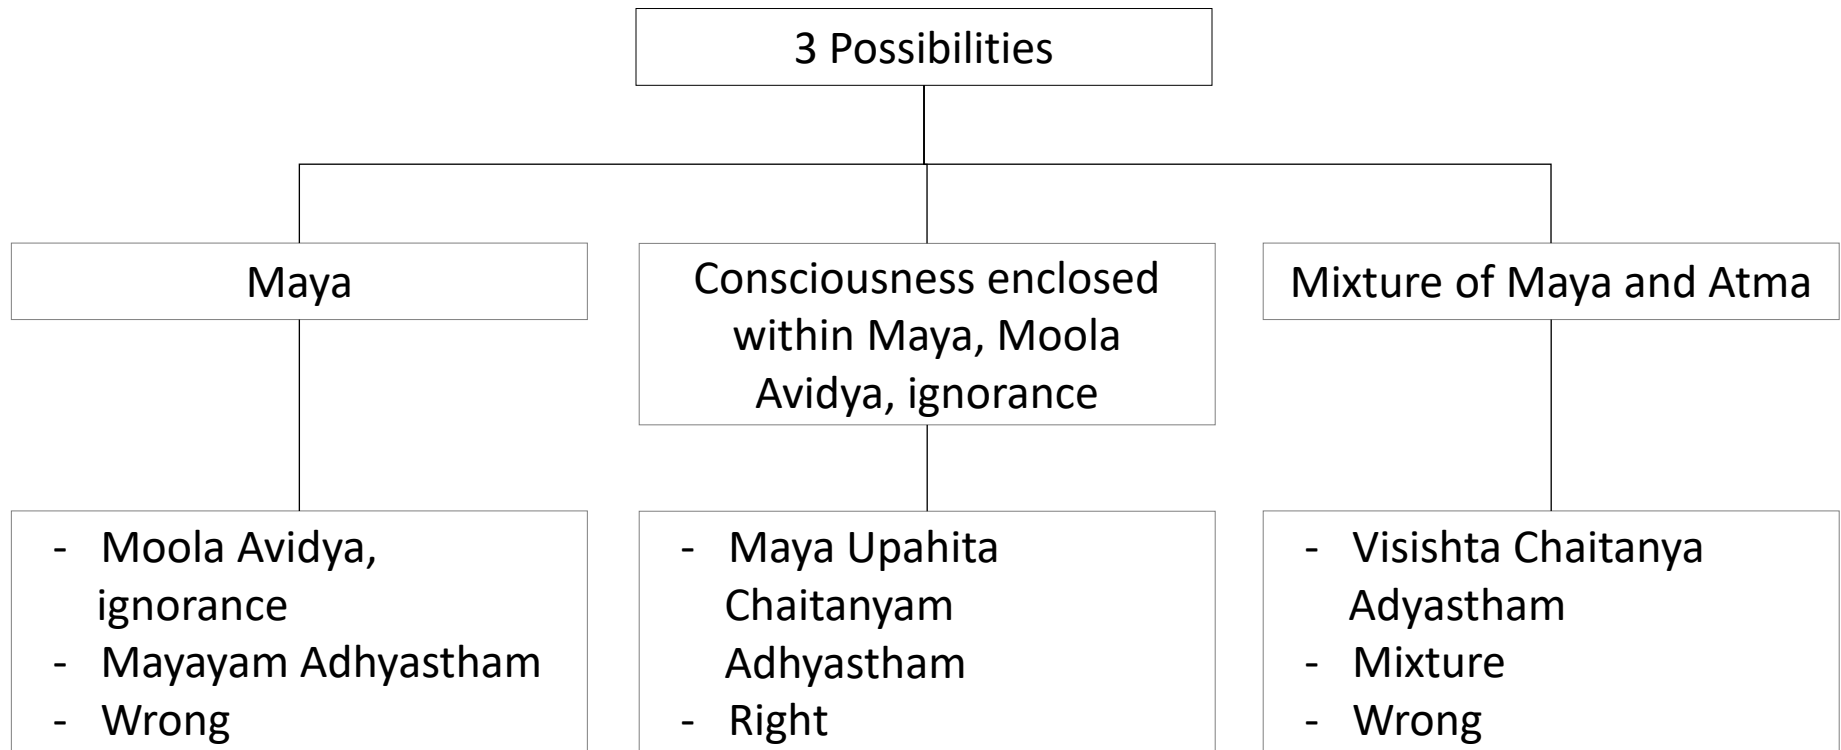 3 Possibilities
Maya
Consciousness enclosed
within Maya, Moola
Avidya, ignorance
Mixture of Maya and Atma
- Moola Avidya,
ignorance
- Mayayam Adhyastham
- Wrong
- Maya Upahita
Chaitanyam
Adhyastham
- Right
- Visishta Chaitanya
Adyastham
- Mixture
- Wrong